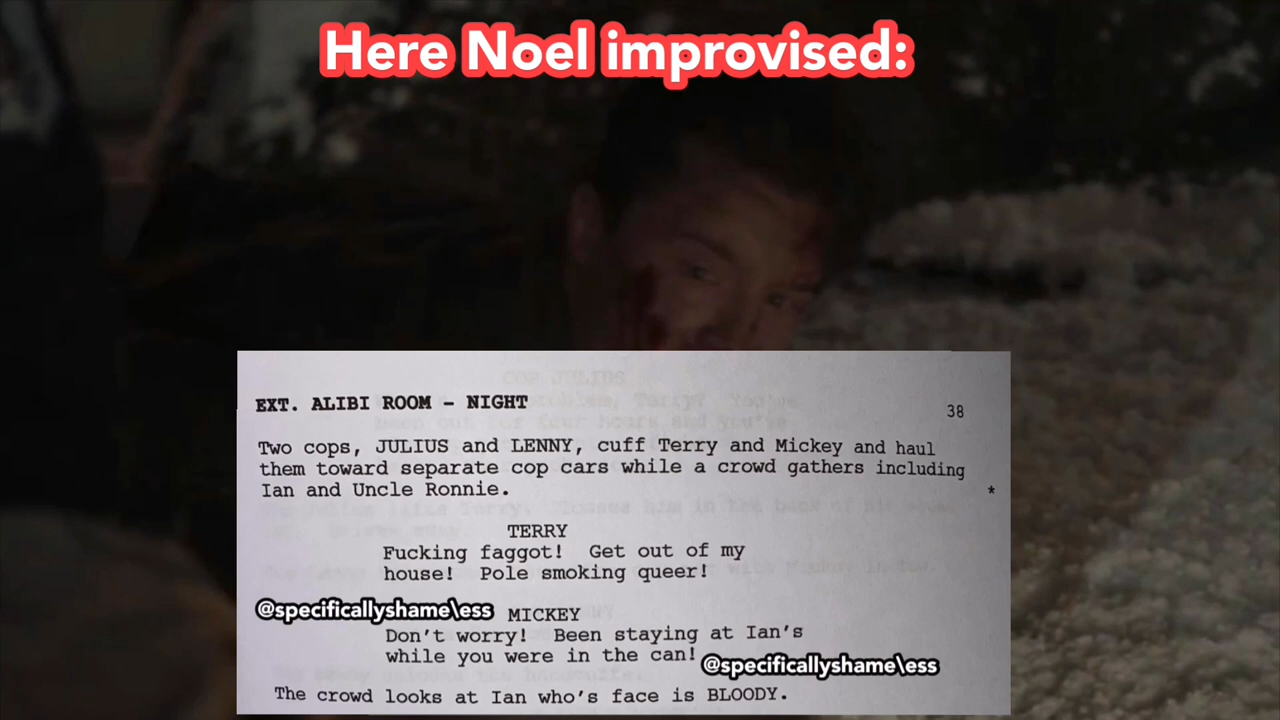 Here Noel improvised:
EXT. ALIBI ROOM - NIGHT
38
Two cops, JULIUS and LENNY, cuff Terry and Mickey and haul
them toward separate cop cars while a crowd gathers including
Ian and Uncle Ronnie.
*
TERRY
Fucking faggot! Get out of my
house! Pole smoking queer!
@specificallyshame\ess
MICKEY
Don't worry! Been staying at Ian's
while you were in the can!
@specificallyshame\ess
The crowd looks at Ian who's face is BLOODY.